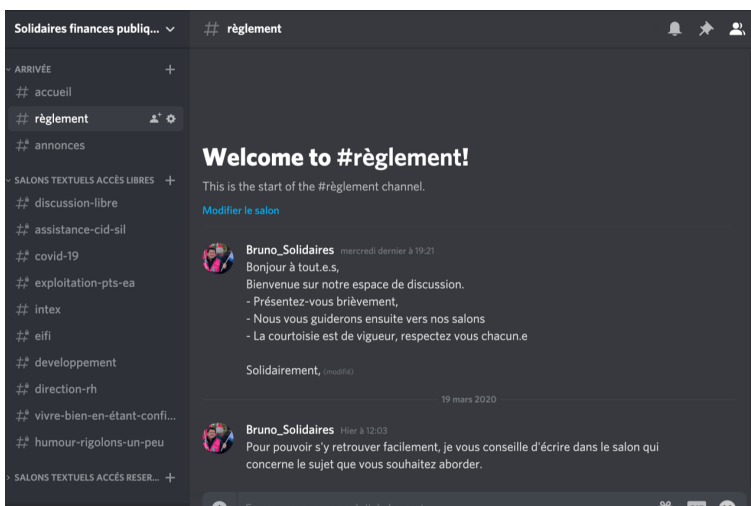 Solidaires finances publiq...
ARRIVÉE
# accueil
# règlement
# annonces
SALONS TEXTUELS ACCÈS LIBRES
# discussion-libre
# assistance-cid-sil
# covid-19
# exploitation-pts-ea
# intex
# eifi
# developpement
# direction-rh
# vivre-bien-en-étant-confi...
# humour-rigolons-un-peu
SALONS TEXTUELS ACCÉS RESER...
# règlement
Welcome to #règlement!
This is the start of the #règlement channel.
Modifier le salon
Bruno_Solidaires mercredi dernier à 19:21
Bonjour à tout.e.s,
Bienvenue sur notre espace de discussion.
- Présentez-vous brièvement,
- Nous vous guiderons ensuite vers nos salons
- La courtoisie est de vigueur, respectez vous chacun.e
Solidairement, (modifié)
19 mars 2020
Bruno_Solidaires Hier à 12:03
Pour pouvoir s'y retrouver facilement, je vous conseille d'écrire dans le salon qui
concerne le sujet que vous souhaitez aborder.